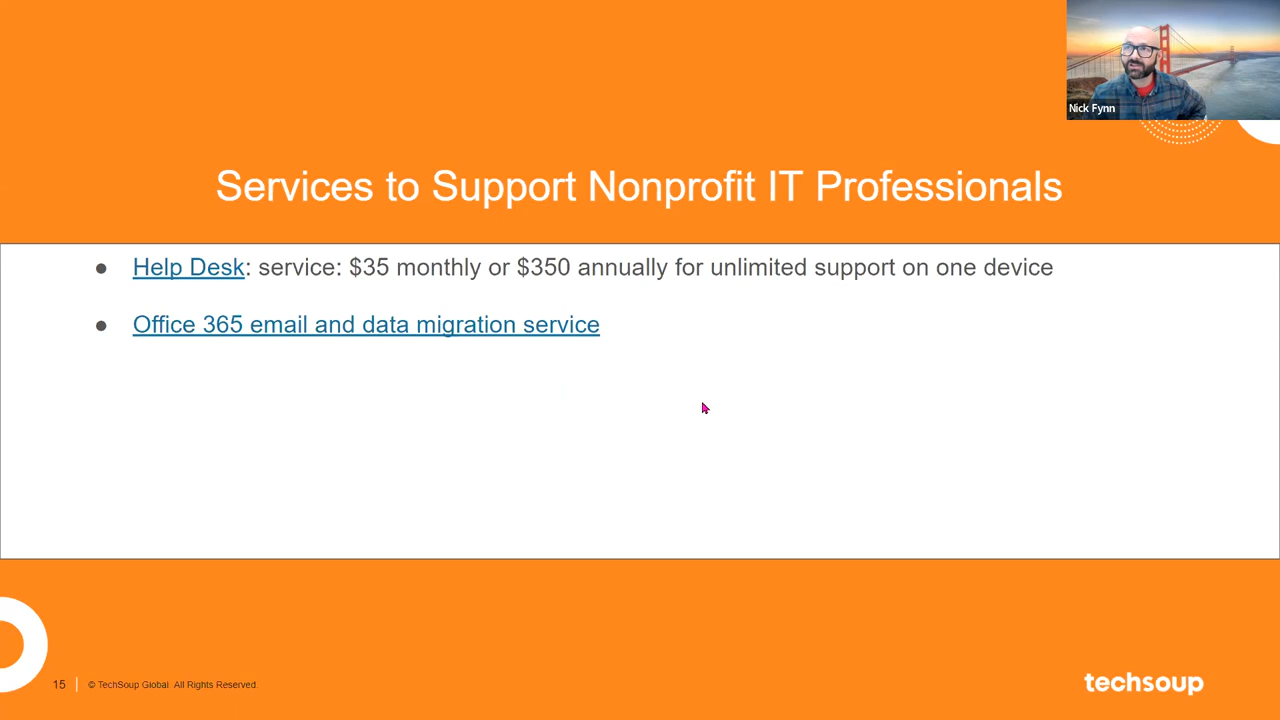 Nick Fynn
Services to Support Nonprofit IT Professionals
● Help Desk: service: $35 monthly or $350 annually for unlimited support on one device
● Office 365 email and data migration service
15
© TechSoup Global. All Rights Reserved.
techsoup